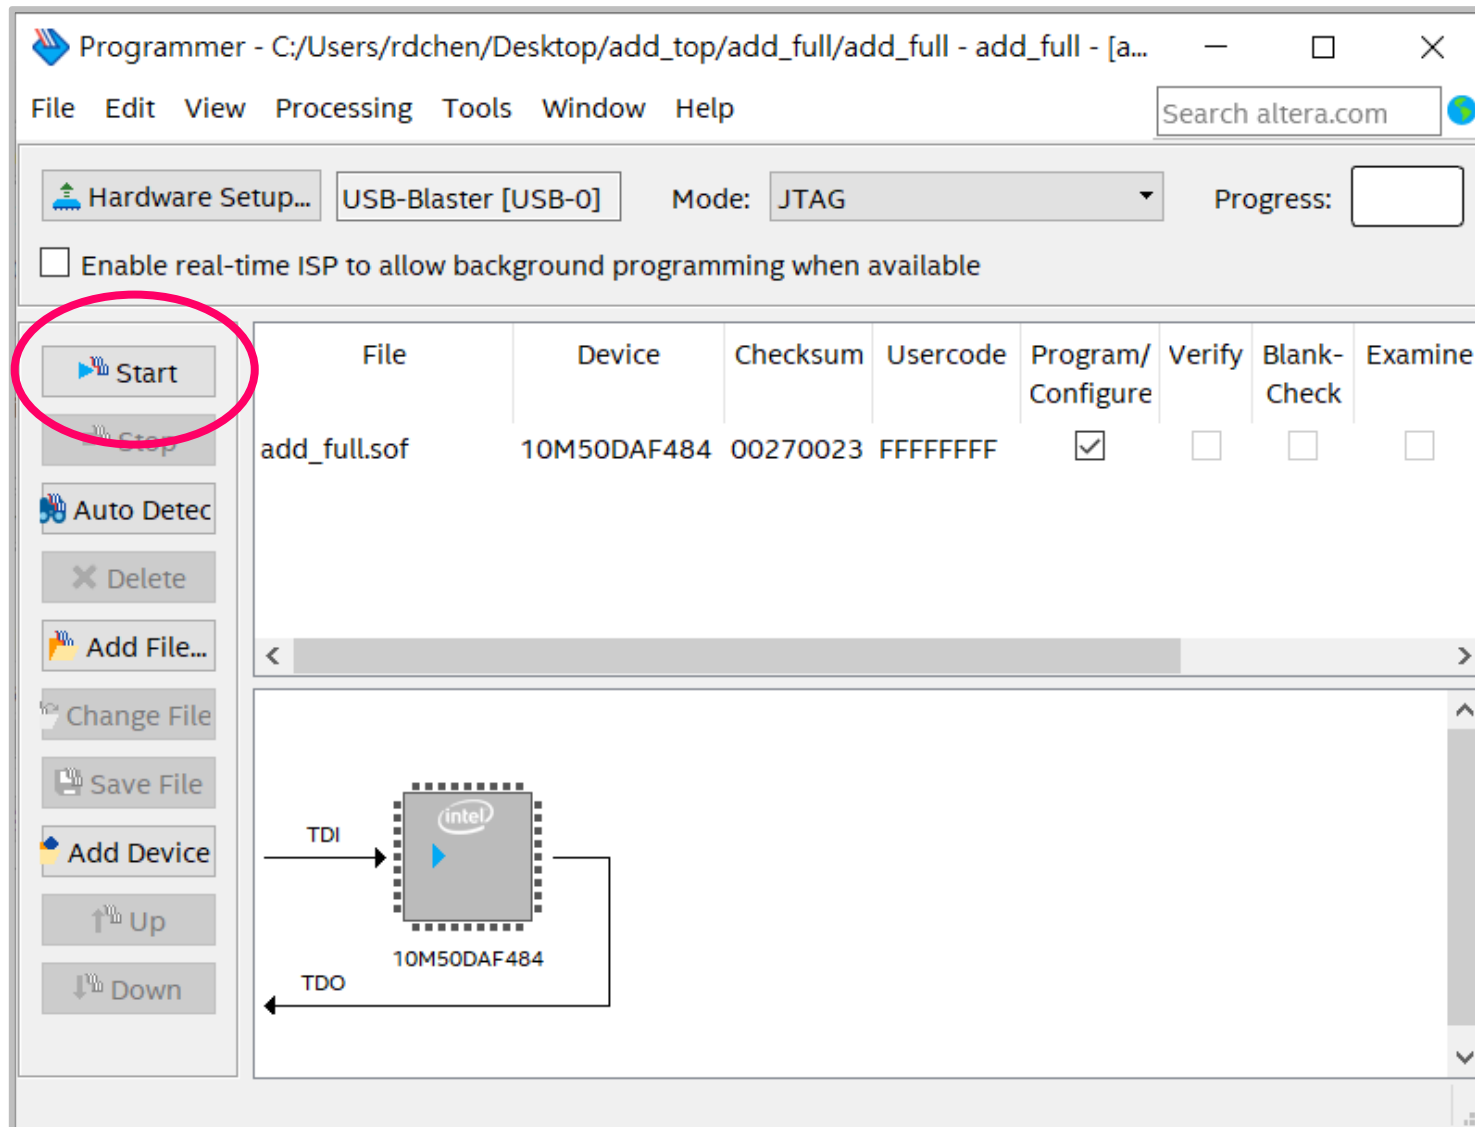 Programmer - C:/Users/rdchen/Desktop/add_top/add_full/add_full - add_full - [a...
File Edit View Processing Tools Window Help
Search altera.com
Hardware Setup... USB-Blaster [USB-0] Mode: JTAG Progress:
Enable real-time ISP to allow background programming when available
Start
Stop
Auto Detec
Delete
Add File...
Change File
Save File
Add Device
Up
Down
File Device Checksum Usercode Program/ Verify Blank- Examine
Configure Check
add_full.sof 10M50DAF484 00270023 FFFFFFFF
intel
TDI
10M50DAF484
TDO